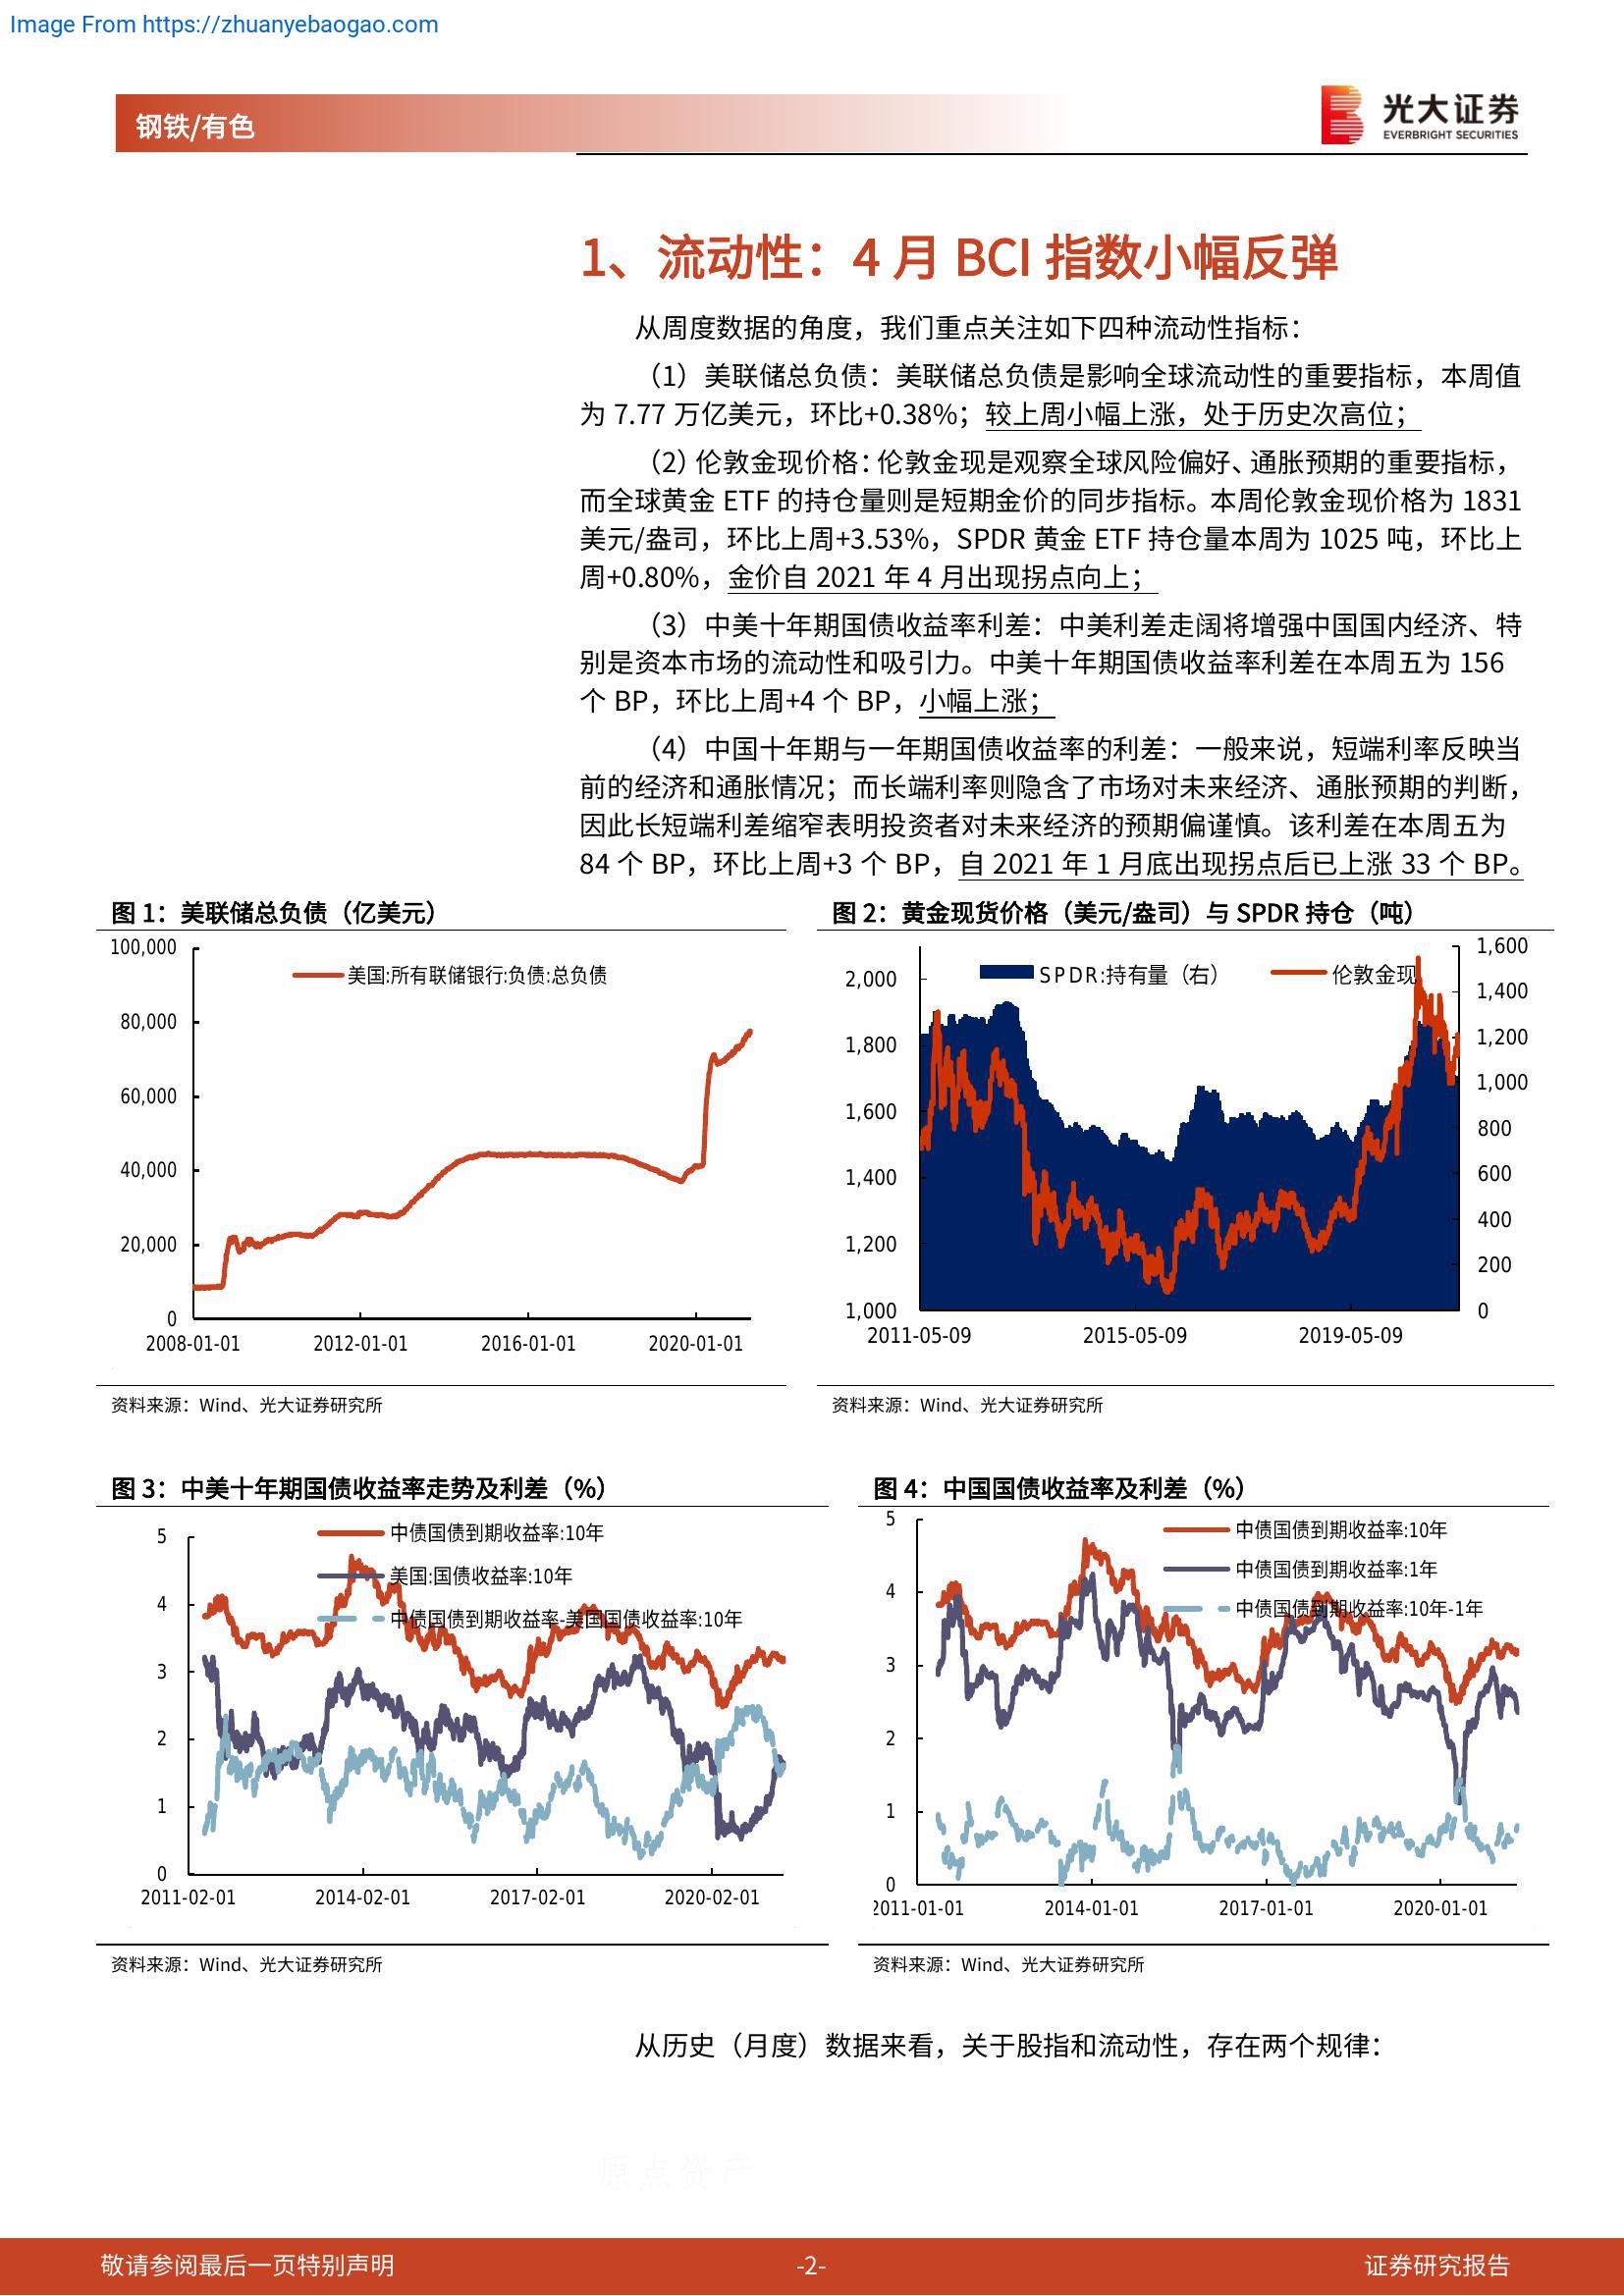 Image From https://zhuanyebaogao.com
钢铁/有色
光大证券
EVERBRIGHT SECURITIES
1、流动性：4 月 BCI 指数小幅反弹
从周度数据的角度，我们重点关注如下四种流动性指标：
（1）美联储总负债：美联储总负债是影响全球流动性的重要指标，本周值
为 7.77 万亿美元，环比+0.38%；较上周小幅上涨，处于历史次高位；
（2）伦敦金现价格：伦敦金现是观察全球风险偏好、通胀预期的重要指标，
而全球黄金 ETF 的持仓量则是短期金价的同步指标。本周伦敦金现价格为 1831
美元/盎司，环比上周+3.53%，SPDR 黄金 ETF 持仓量本周为 1025 吨，环比上
周+0.80%，金价自 2021 年 4 月出现拐点向上；
（3）中美十年期国债收益率利差：中美利差走阔将增强中国国内经济、特
别是资本市场的流动性和吸引力。中美十年期国债收益率利差在本周五为 156
个 BP，环比上周+4 个 BP，小幅上涨；
（4）中国十年期与一年期国债收益率的利差：一般来说，短端利率反映当
前的经济和通胀情况；而长端利率则隐含了市场对未来经济、通胀预期的判断，
因此长短端利差缩窄表明投资者对未来经济的预期偏谨慎。该利差在本周五为
84 个 BP，环比上周+3 个 BP，自 2021 年 1 月底出现拐点后已上涨 33 个 BP。
图 1：美联储总负债（亿美元）
100,000
80,000
60,000
40,000
20,000
0
美国:所有联储银行:负债:总负债
2008-01-01 2012-01-01 2016-01-01 2020-01-01
资料来源：Wind、光大证券研究所
图 2：黄金现货价格（美元/盎司）与 SPDR 持仓（吨）
2,000
1,800
1,600
1,400
1,200
1,000
SPDR:持有量（右） 伦敦金现
1,600
1,400
1,200
1,000
800
600
400
200
0
2011-05-09 2015-05-09 2019-05-09
资料来源：Wind、光大证券研究所
图 3：中美十年期国债收益率走势及利差（%）
5
4
3
2
1
0
中债国债到期收益率:10年
美国:国债收益率:10年
中债国债到期收益率-美国国债收益率:10年
2011-02-01 2014-02-01 2017-02-01 2020-02-01
资料来源：Wind、光大证券研究所
图 4：中国国债收益率及利差（%）
5
4
3
2
1
0
中债国债到期收益率:10年
中债国债到期收益率:1年
中债国债到期收益率:10年-1年
2011-01-01 2014-01-01 2017-01-01 2020-01-01
资料来源：Wind、光大证券研究所
从历史（月度）数据来看，关于股指和流动性，存在两个规律：
原点资产
敬请参阅最后一页特别声明
-2-
证券研究报告